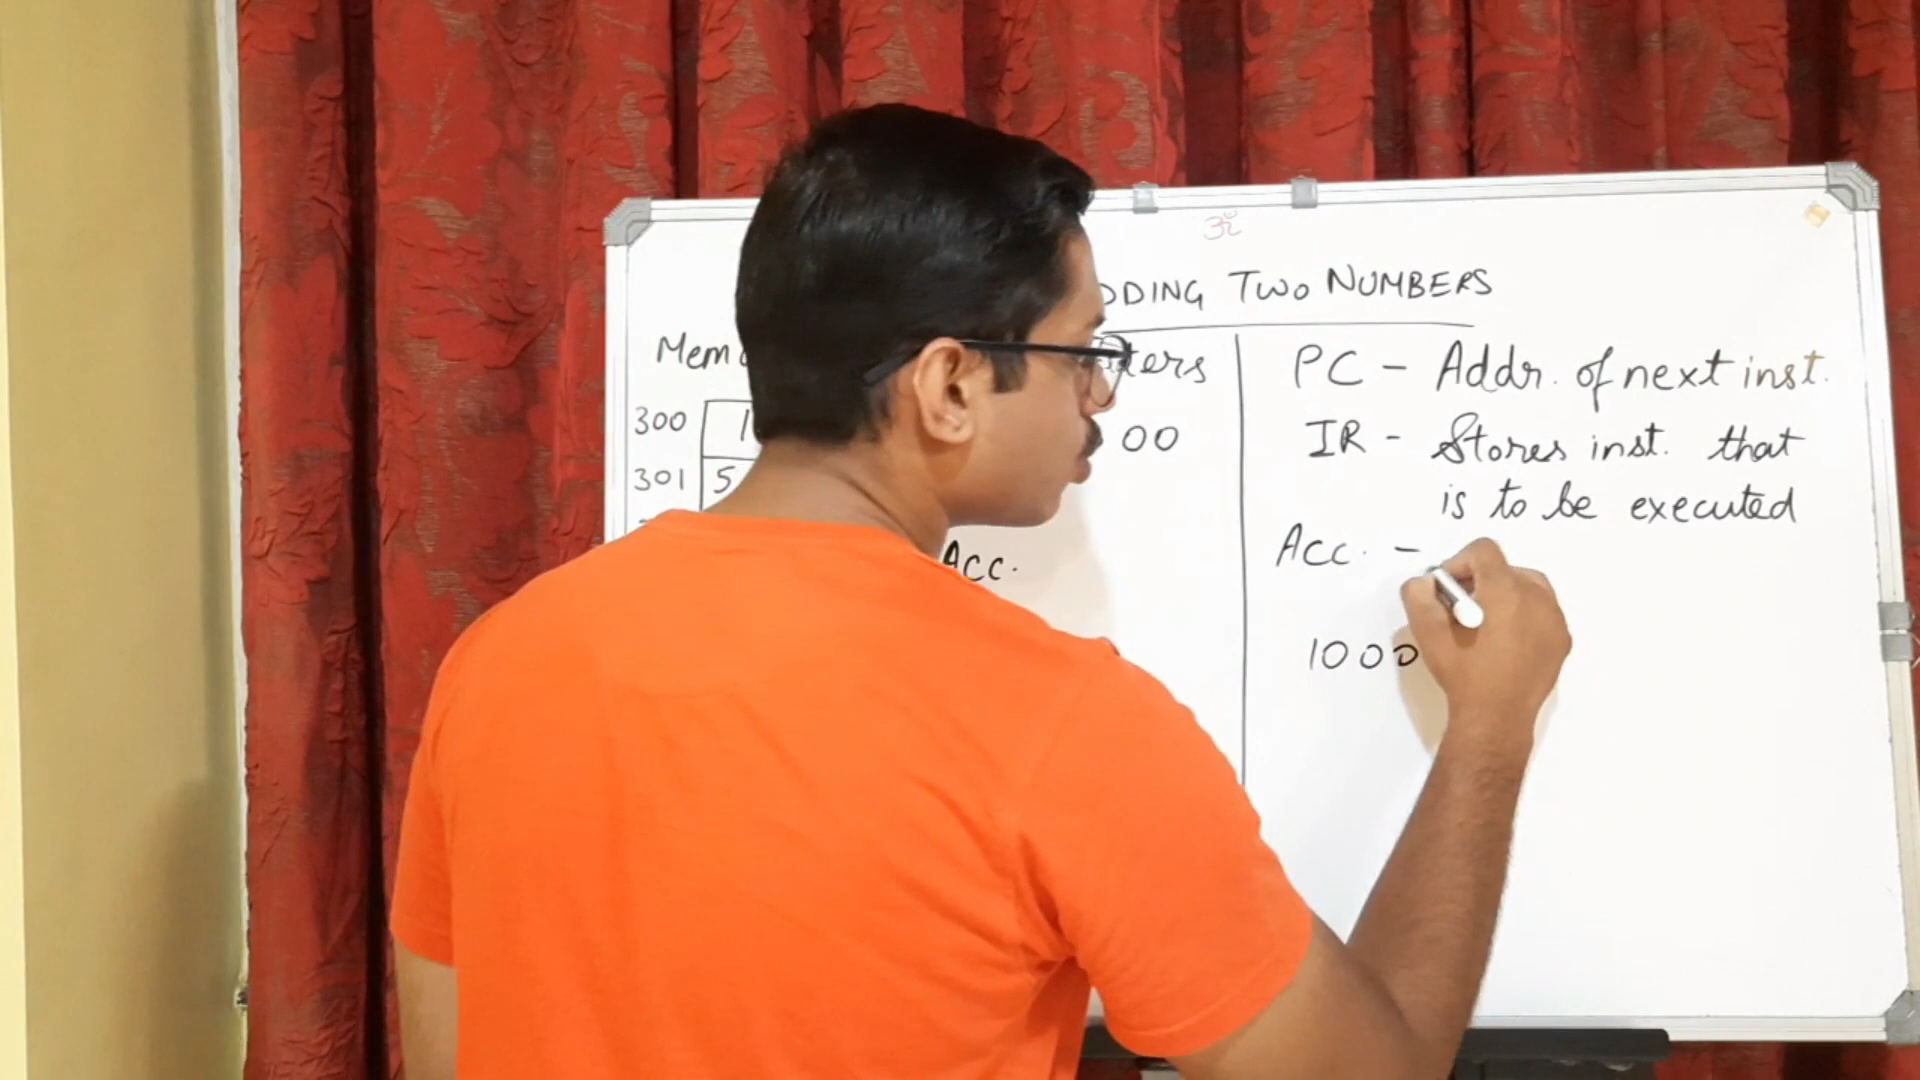 ॐ
DDING TWO NUMBERS
Mem
300 1
301 5
ters
00
Acc.
PC - Addr. of next inst.
IR - Stores inst. that
is to be executed
Acc. -
1000